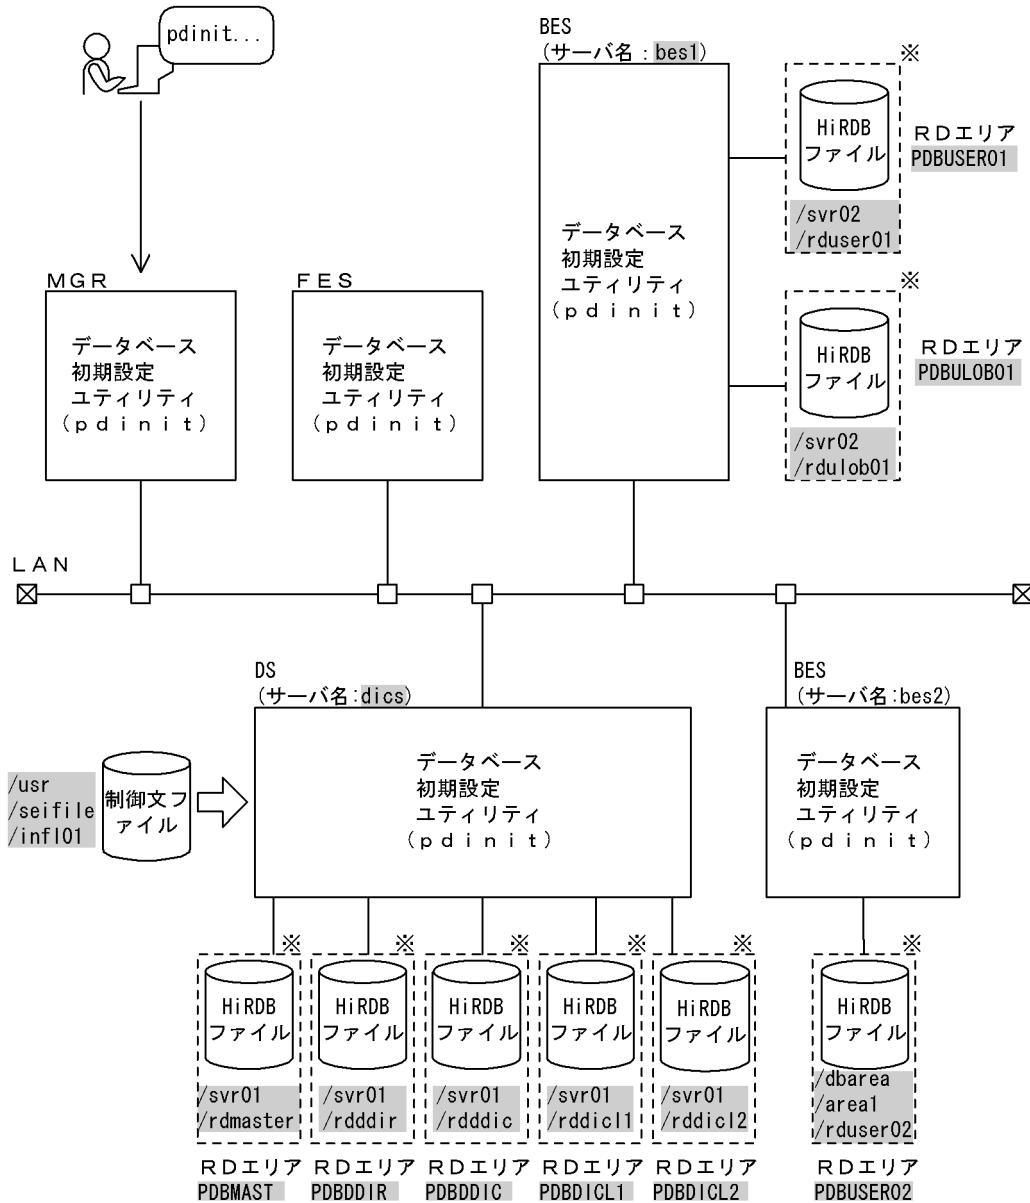 pdinit...
BES
(サーバ名：bes1)
※
HiRDB
ファイル
ＲＤエリア
PDBUSER01
/svr02
/rduser01
データベース
初期設定
ユティリティ
(ｐｄｉｎｉｔ)
※
HiRDB
ファイル
ＲＤエリア
PDBULOB01
/svr02
/rdulob01
ＭＧＲ
データベース
初期設定
ユティリティ
(ｐｄｉｎｉｔ)
ＦＥＳ
データベース
初期設定
ユティリティ
(ｐｄｉｎｉｔ)
ＬＡＮ
DS
(サーバ名：dics)
データベース
初期設定
ユティリティ
(ｐｄｉｎｉｔ)
BES
(サーバ名：bes2)
データベース
初期設定
ユティリティ
(ｐｄｉｎｉｔ)
/usr
/seifile
/infl01
制御文フ
ァイル
※
HiRDB
ファイル
/svr01
/rdmaster
ＲＤエリア
PDBMAST
※
HiRDB
ファイル
/svr01
/rdddir
ＲＤエリア
PDBDDIR
※
HiRDB
ファイル
/svr01
/rdddic
ＲＤエリア
PDBDDIC
※
HiRDB
ファイル
/svr01
/rddicl1
ＲＤエリア
PDBDICL1
※
HiRDB
ファイル
/svr01
/rddicl2
ＲＤエリア
PDBDICL2
※
HiRDB
ファイル
/dbarea
/area1
/rduser02
ＲＤエリア
PDBUSER02